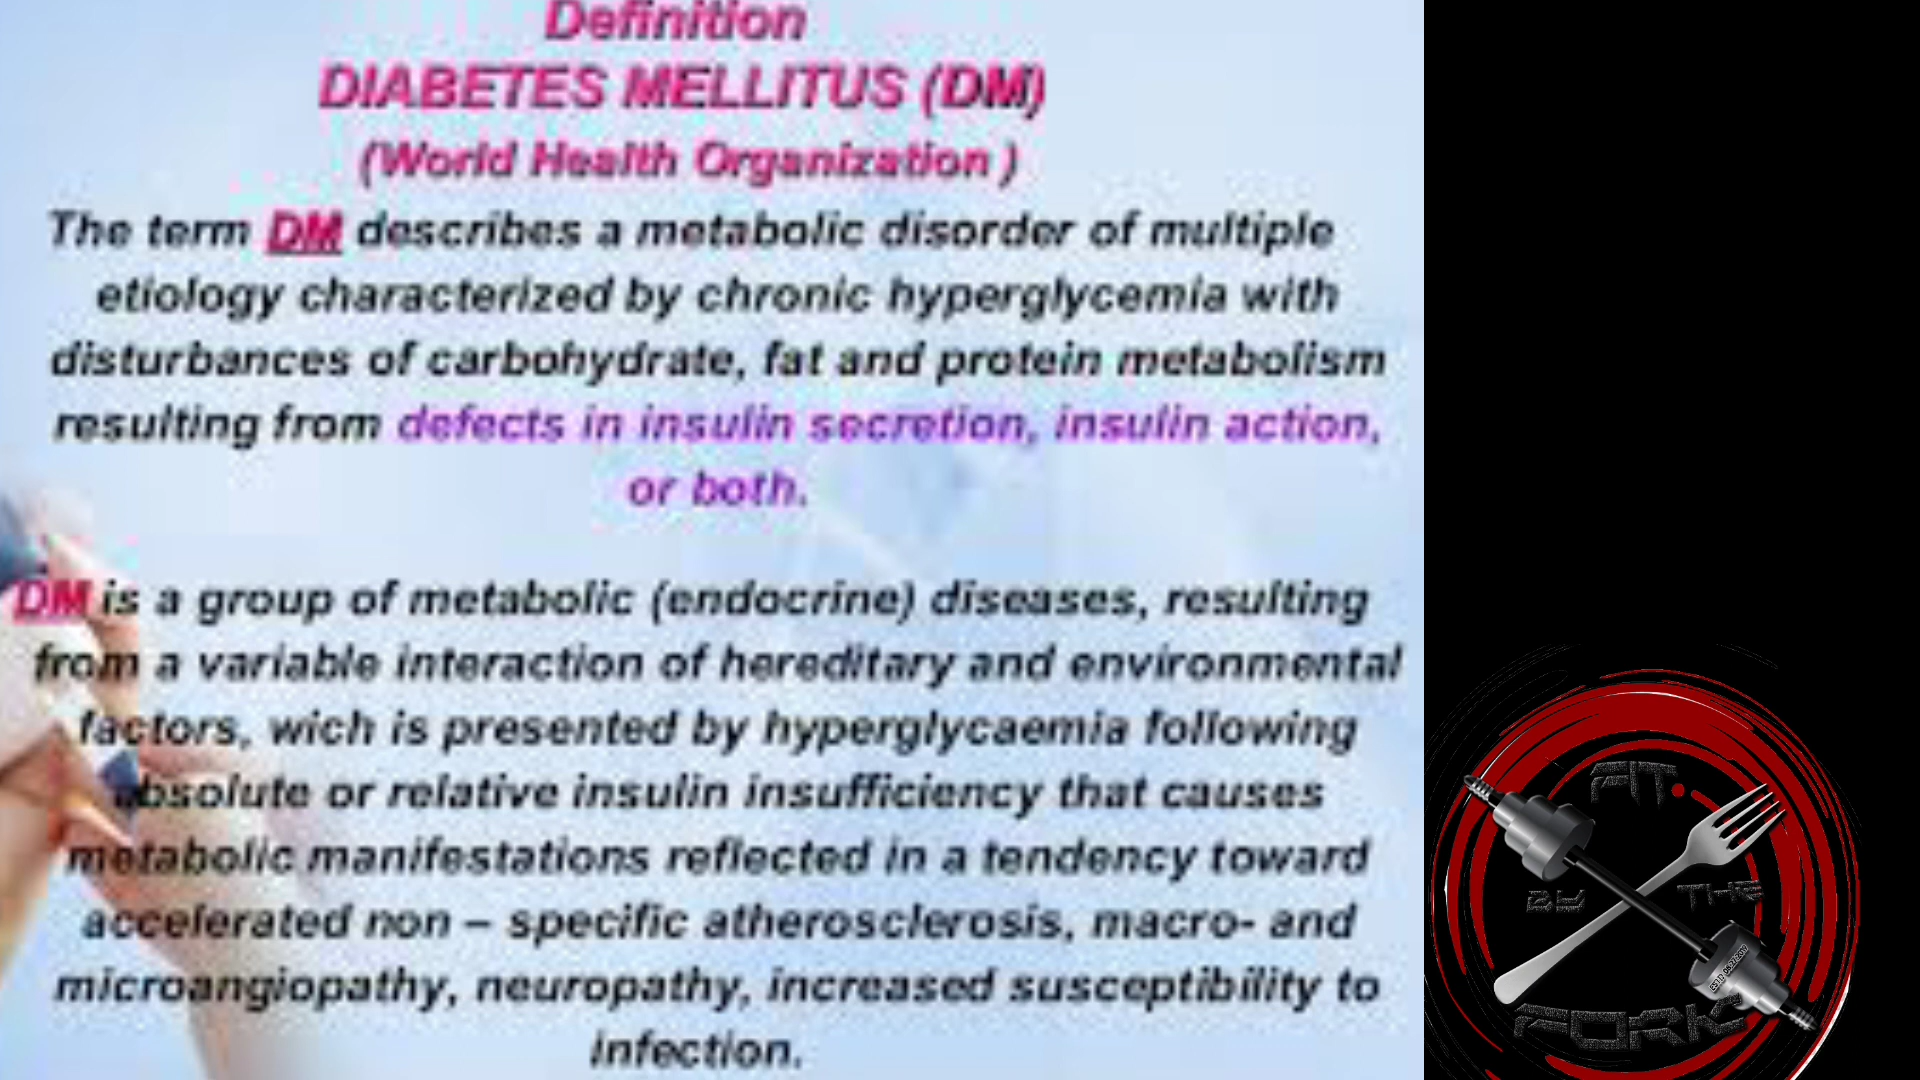 Definition
DIABETES MELLITUS (DM)
(World Health Organization )
The term DM describes a metabolic disorder of multiple
etiology characterized by chronic hyperglycemia with
disturbances of carbohydrate, fat and protein metabolism
resulting from defects in insulin secretion, insulin action,
or both.
DM is a group of metabolic (endocrine) diseases, resulting
from a variable interaction of hereditary and environmental
factors, wich is presented by hyperglycaemia following
absolute or relative insulin insufficiency that causes
metabolic manifestations reflected in a tendency toward
accelerated non – specific atherosclerosis, macro- and
microangiopathy, neuropathy, increased susceptibility to
infection.
FIT
BY THE
FORK